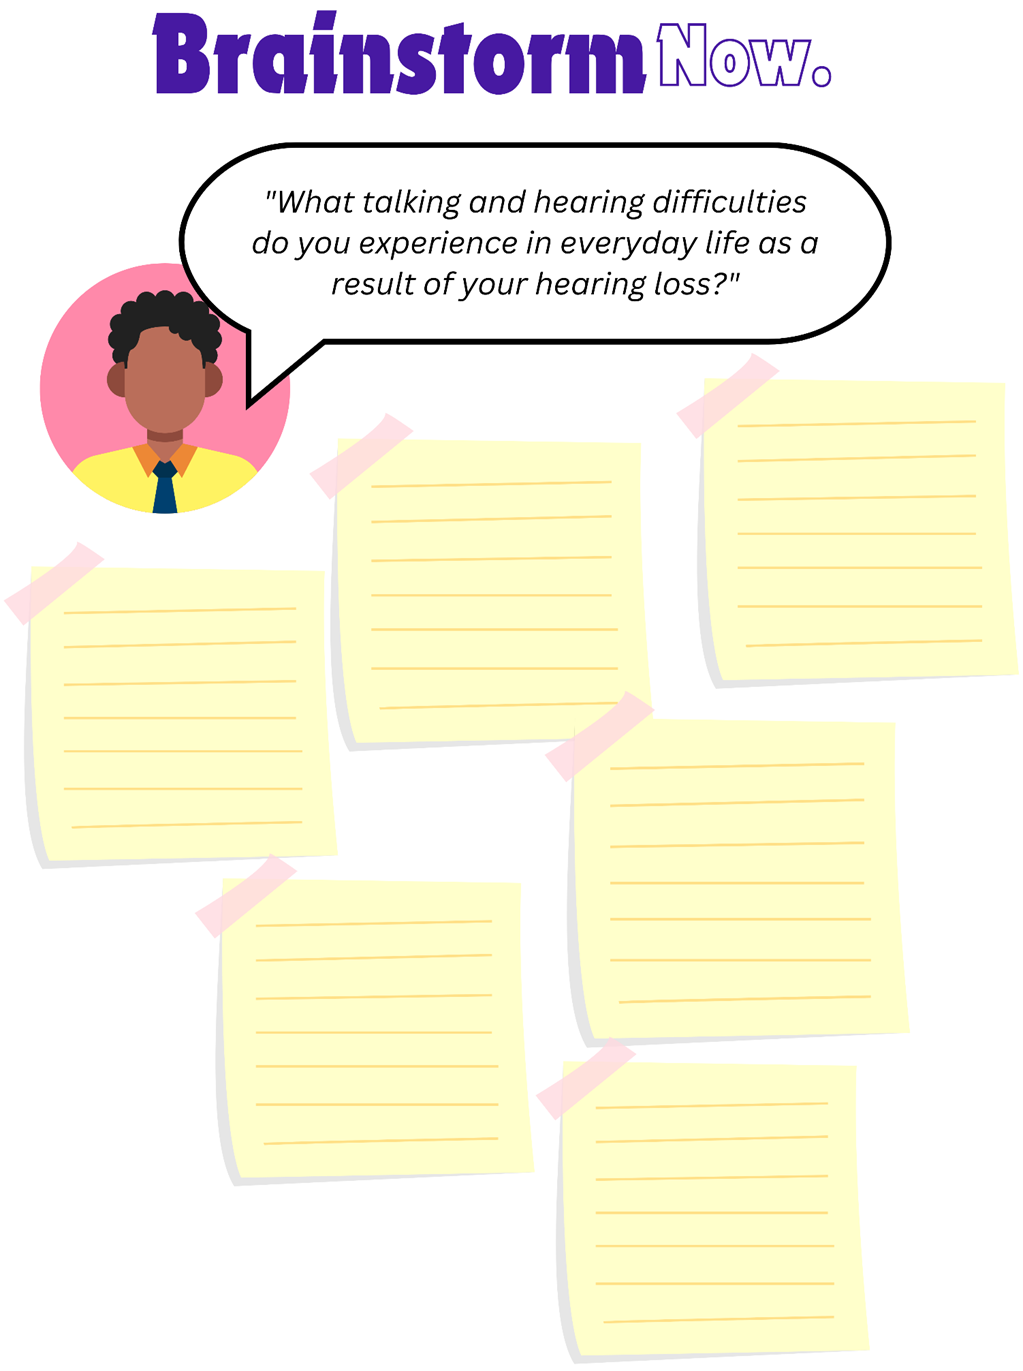 Brainstorm Now.
"What talking and hearing difficulties
do you experience in everyday life as a
result of your hearing loss?"